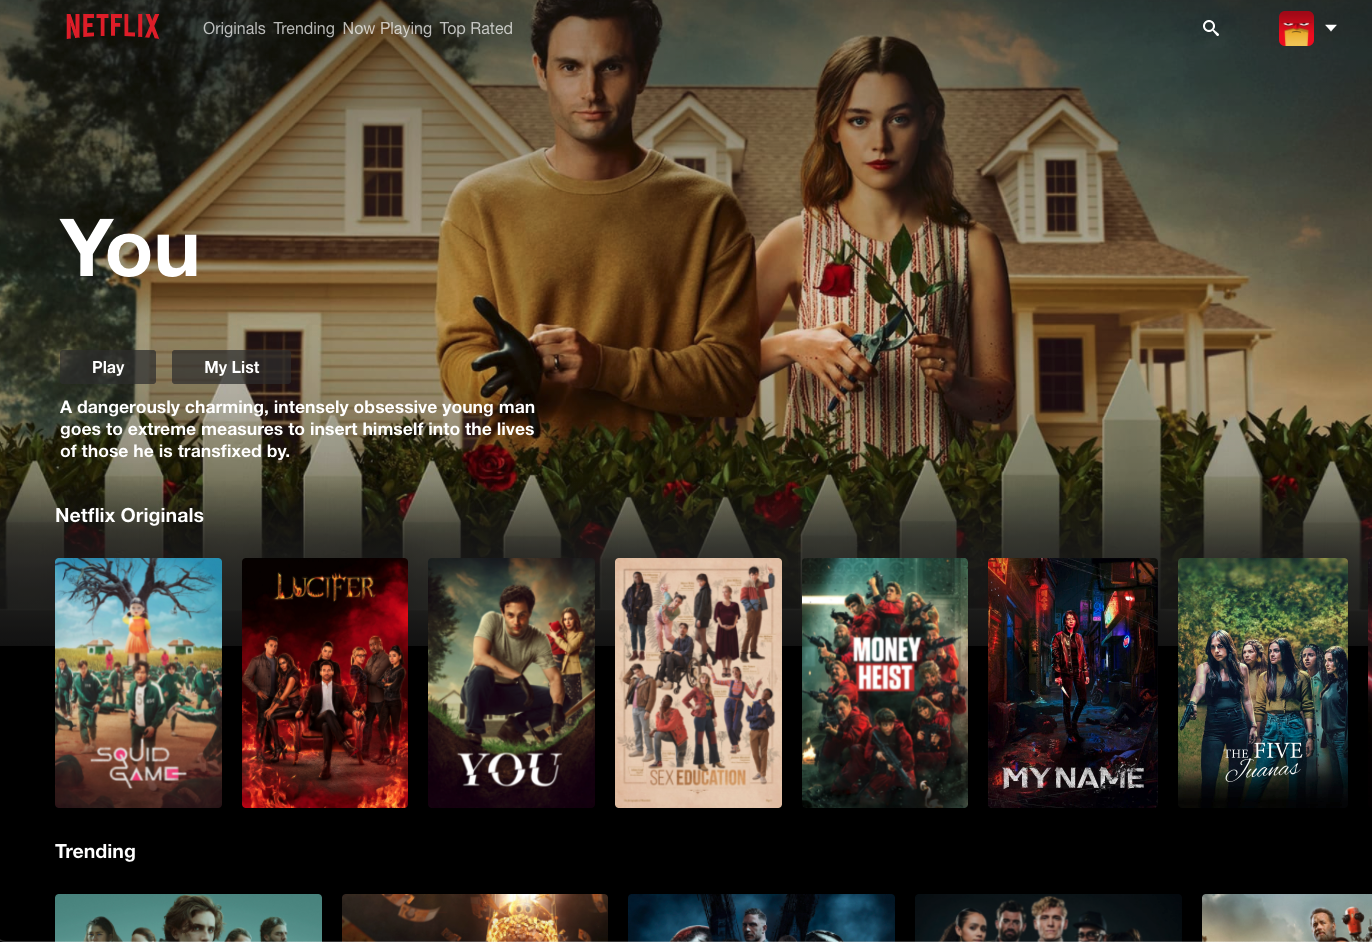 NETFLIX
Originals Trending Now Playing Top Rated
You
Play
My List
A dangerously charming, intensely obsessive young man
goes to extreme measures to insert himself into the lives
of those he is transfixed by.
Netflix Originals
SQUID
GAME
LUCIFER
YOU
SEX EDUCATION
MONEY
HEIST
MY NAME
THE FIVE
Juanas
Trending